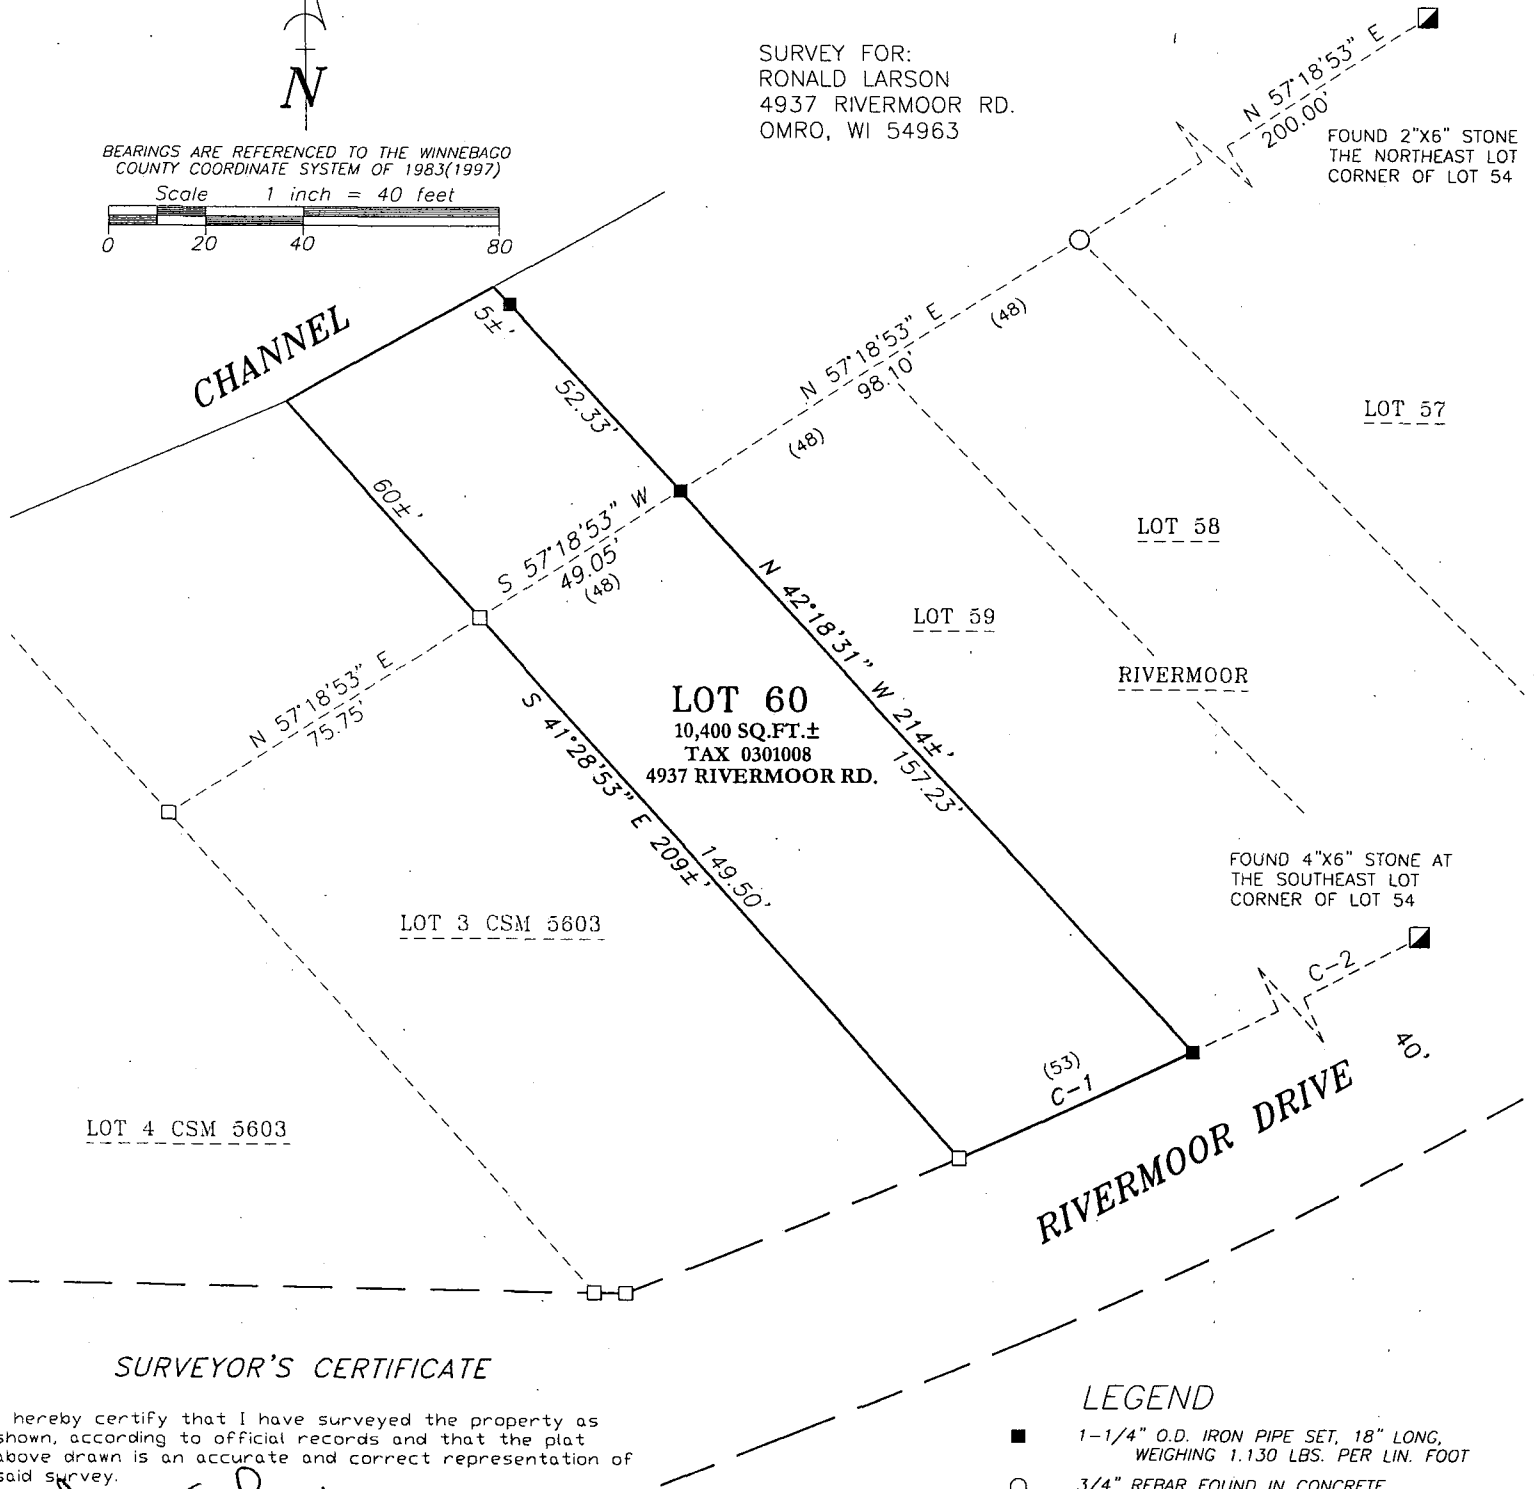 N
BEARINGS ARE REFERENCED TO THE WINNEBAGO
COUNTY COORDINATE SYSTEM OF 1983(1997)
Scale 1 inch = 40 feet
0 20 40 80
SURVEY FOR:
RONALD LARSON
4937 RIVERMOOR RD.
OMRO, WI 54963
N 57°18'53" E
200.00'
FOUND 2"X6" STONE
THE NORTHEAST LOT
CORNER OF LOT 54
CHANNEL
5±'
52.33'
60±'
N 57°18'53" E
98.10'
(48)
(48)
S 57°18'53" W
49.05'
(48)
N 57°18'53" E
75.75'
LOT 57
LOT 58
LOT 59
RIVERMOOR
N 42°18'31" W 214±'
157.23'
LOT 60
10,400 SQ.FT.±
TAX 0301008
4937 RIVERMOOR RD.
S 41°28'53" E 209±'
149.50'
LOT 3 CSM 5603
LOT 4 CSM 5603
FOUND 4"X6" STONE AT
THE SOUTHEAST LOT
CORNER OF LOT 54
C-2
(53)
C-1
40'
RIVERMOOR DRIVE
SURVEYOR'S CERTIFICATE
hereby certify that I have surveyed the property as
shown, according to official records and that the plat
above drawn is an accurate and correct representation of
said survey.
LEGEND
1-1/4" O.D. IRON PIPE SET, 18" LONG,
WEIGHING 1.130 LBS. PER LIN. FOOT
3/4" REBAR FOUND IN CONCRETE